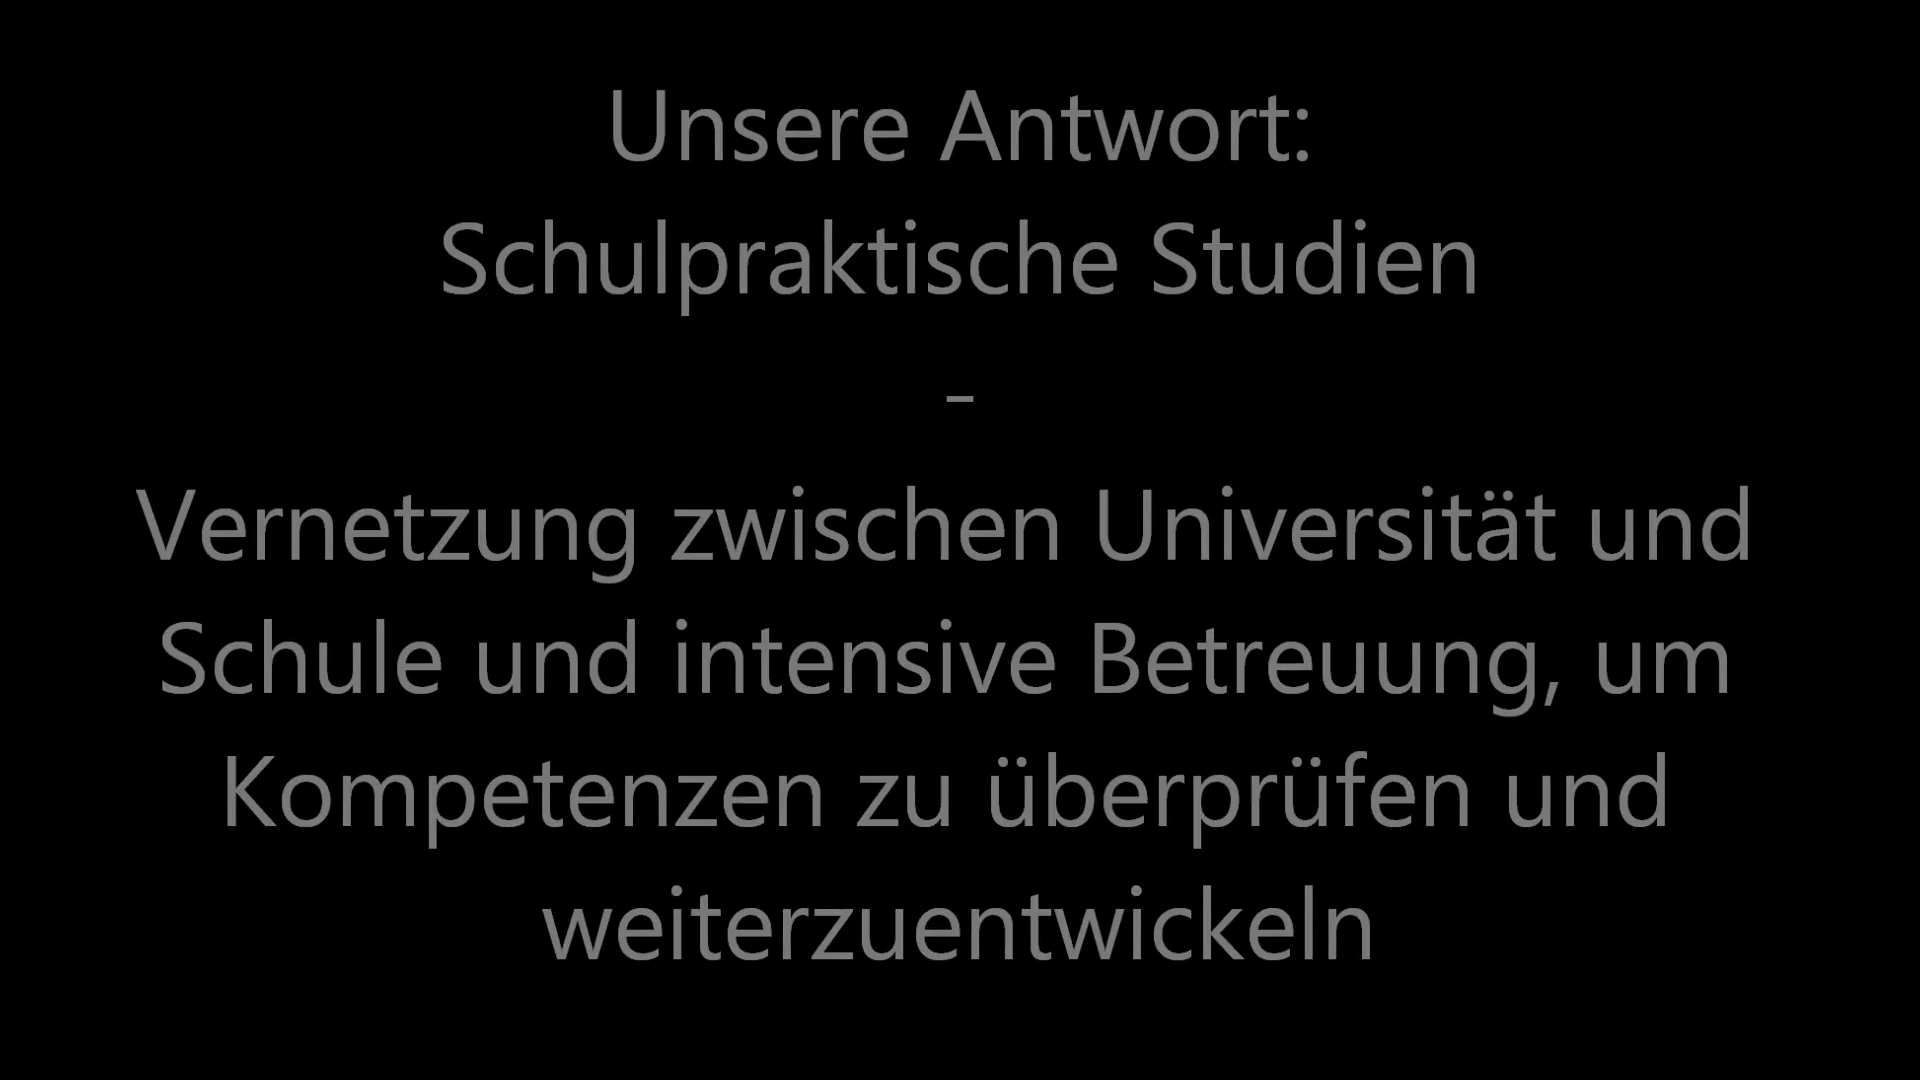 Unsere Antwort:
Schulpraktische Studien
-
Vernetzung zwischen Universität und
Schule und intensive Betreuung, um
Kompetenzen zu überprüfen und
weiterzuentwickeln